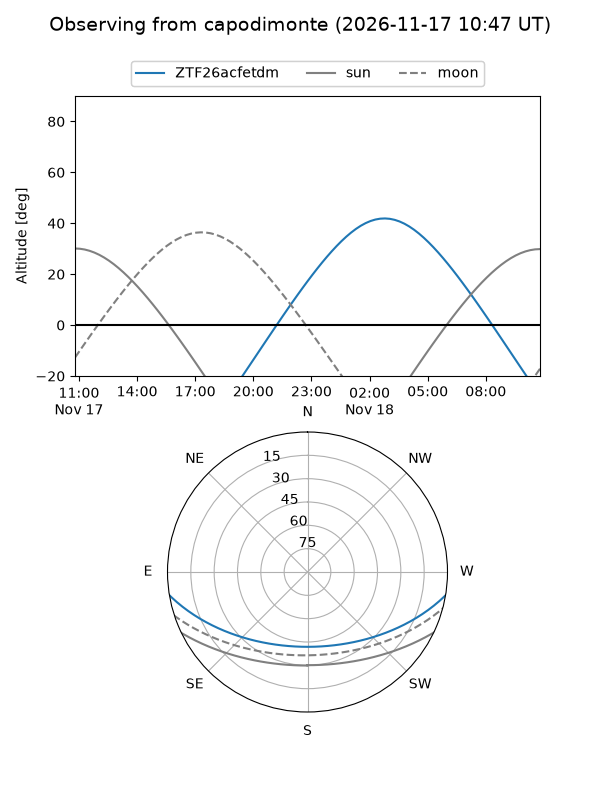 Observing from capodimonte (2026-11-17 10:47 UT)
ZTF26acfetdm sun moon
80
60
40
20
0
−20
Altitude [deg]
11:00 14:00 17:00 20:00 23:00 02:00 05:00 08:00
Nov 17 Nov 18
N
NE NW
15
30
45
60
75
E W
SE SW
S